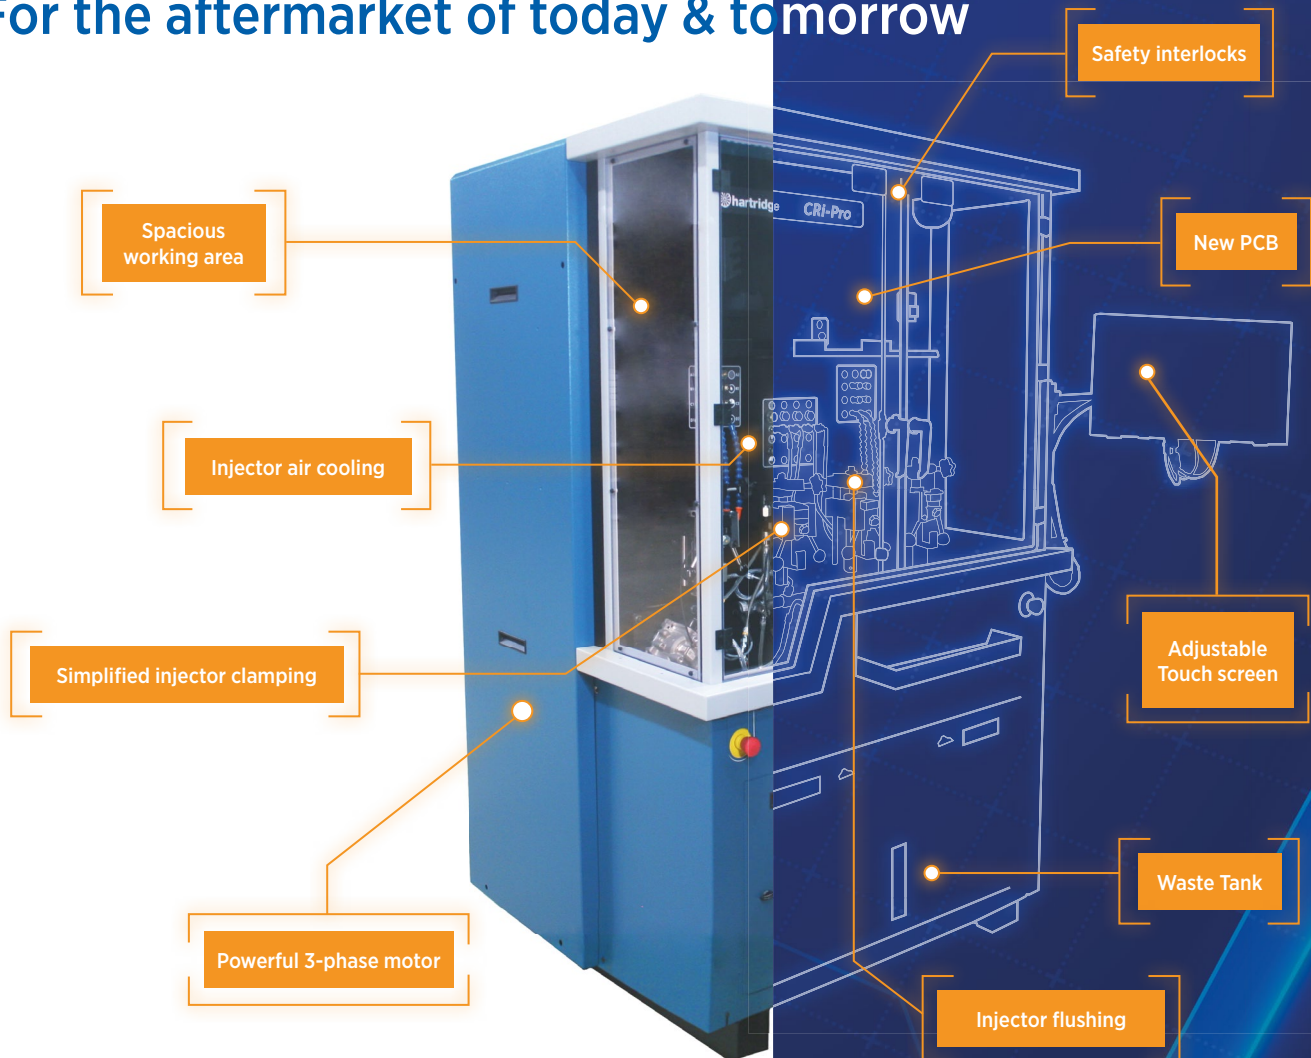 For the aftermarket of today & tomorrow
Safety interlocks
hartridge
CRi-Pro
Spacious
working area
New PCB
Injector air cooling
Simplified injector clamping
Adjustable
Touch screen
Waste Tank
Powerful 3-phase motor
Injector flushing